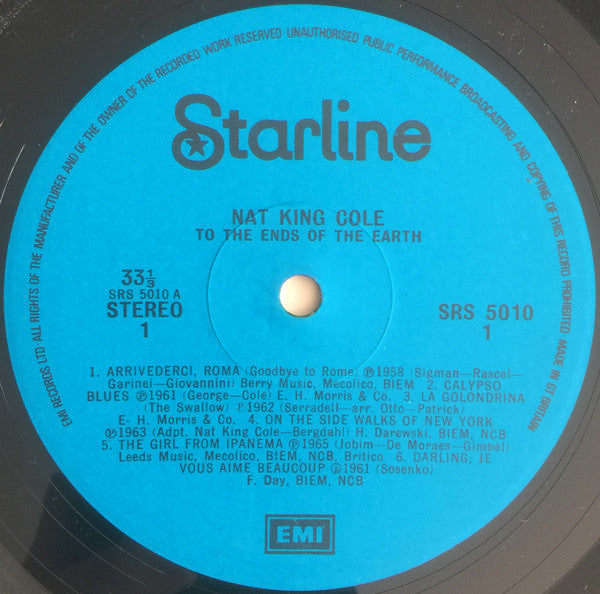 EMI RECORDS LTD·ALL RIGHTS OF THE MANUFACTURER AND OF THE OWNER OF THE RECORDED WORK RESERVED UNAUTHORISED PUBLIC PERFORMANCE BROADCASTING AND COPYING OF THIS RECORD PROHIBITED MADE IN GT BRITAIN
Starline
NAT KING COLE
TO THE ENDS OF THE EARTH
33⅓
SRS 5010 A
STEREO
1
SRS 5010
1
1. ARRIVEDERCI, ROMA (Goodbye to Rome) ℗1958 (Sigman—Rascel—
Garinei—Giovannini) Berry Music, Mecolico, BIEM 2. CALYPSO
BLUES ℗1961 (George—Cole) E. H. Morris & Co. 3. LA GOLONDRINA
(The Swallow) ℗1962 (Serradell—arr. Otto—Patrick)
E· H. Morris & Co. 4. ON THE SIDE WALKS OF NEW YORK
℗1963 (Adpt. Nat King Cole—Bergdahl) H. Darewski, BIEM, NCB
5. THE GIRL FROM IPANEMA ℗1965 (Jobim—De Moraes—Gimbel)
Leeds Music, Mecolico, BIEM, NCB, Britico 6. DARLING, JE
VOUS AIME BEAUCOUP ℗1961 (Sosenko)
F. Day, BIEM, NCB
EMI